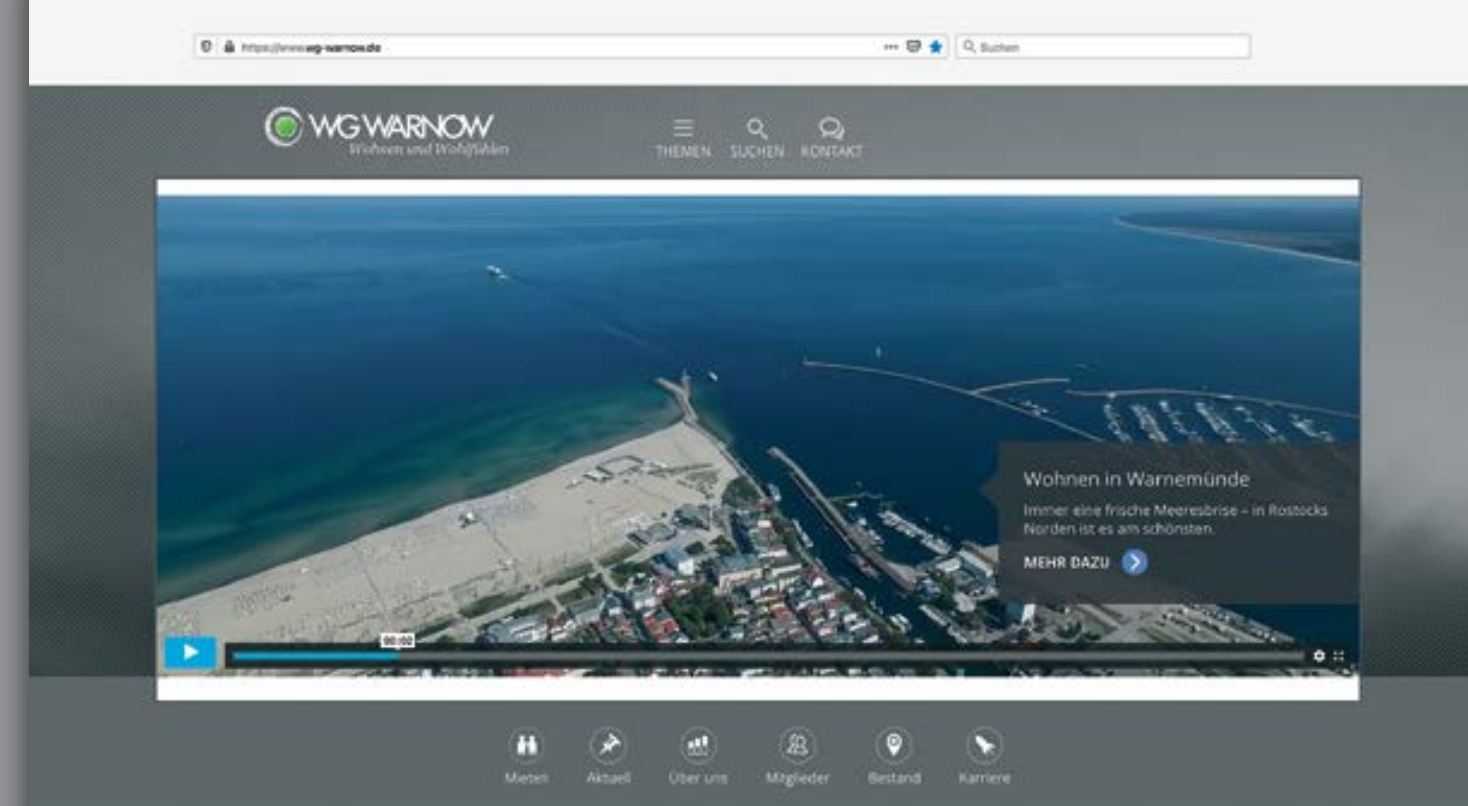 https://www.wg-warnow.de
Suchen
WG WARNOW
Wohnen und Wohlfühlen
THEMEN SUCHEN KONTAKT
Wohnen in Warnemünde
Immer eine frische Meeresbrise – in Rostocks
Norden ist es am schönsten.
MEHR DAZU
00:02
Mieten Aktuell Über uns Mitglieder Bestand Karriere